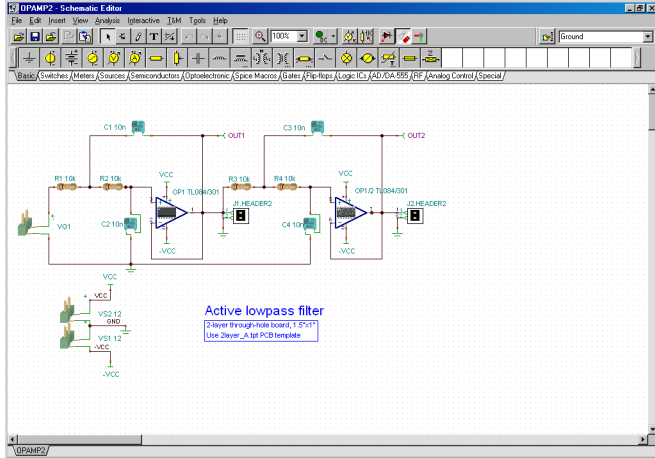 OPAMP2 - Schematic Editor
File Edit Insert View Analysis Interactive T&M Tools Help
100% Ground
Basic Switches Meters Sources Semiconductors Optoelectronic Spice Macros Gates Flip-flops Logic ICs AD/DA-555 RF Analog Control Special
C1 10n
OUT1
C3 10n
OUT2
R1 10k
R2 10k
VCC
OP1 TL084/301
R3 10k
R4 10k
VCC
OP1/2 TL084/301
J1.HEADER2
J2.HEADER2
VG1
C2 10n
-VCC
C4 10n
-VCC
VCC
VCC
VS2 12
GND
VS1 12
-VCC
-VCC
Active lowpass filter
2-layer through-hole board, 1.5"x1"
Use 2layer_A.tpt PCB template
OPAMP2